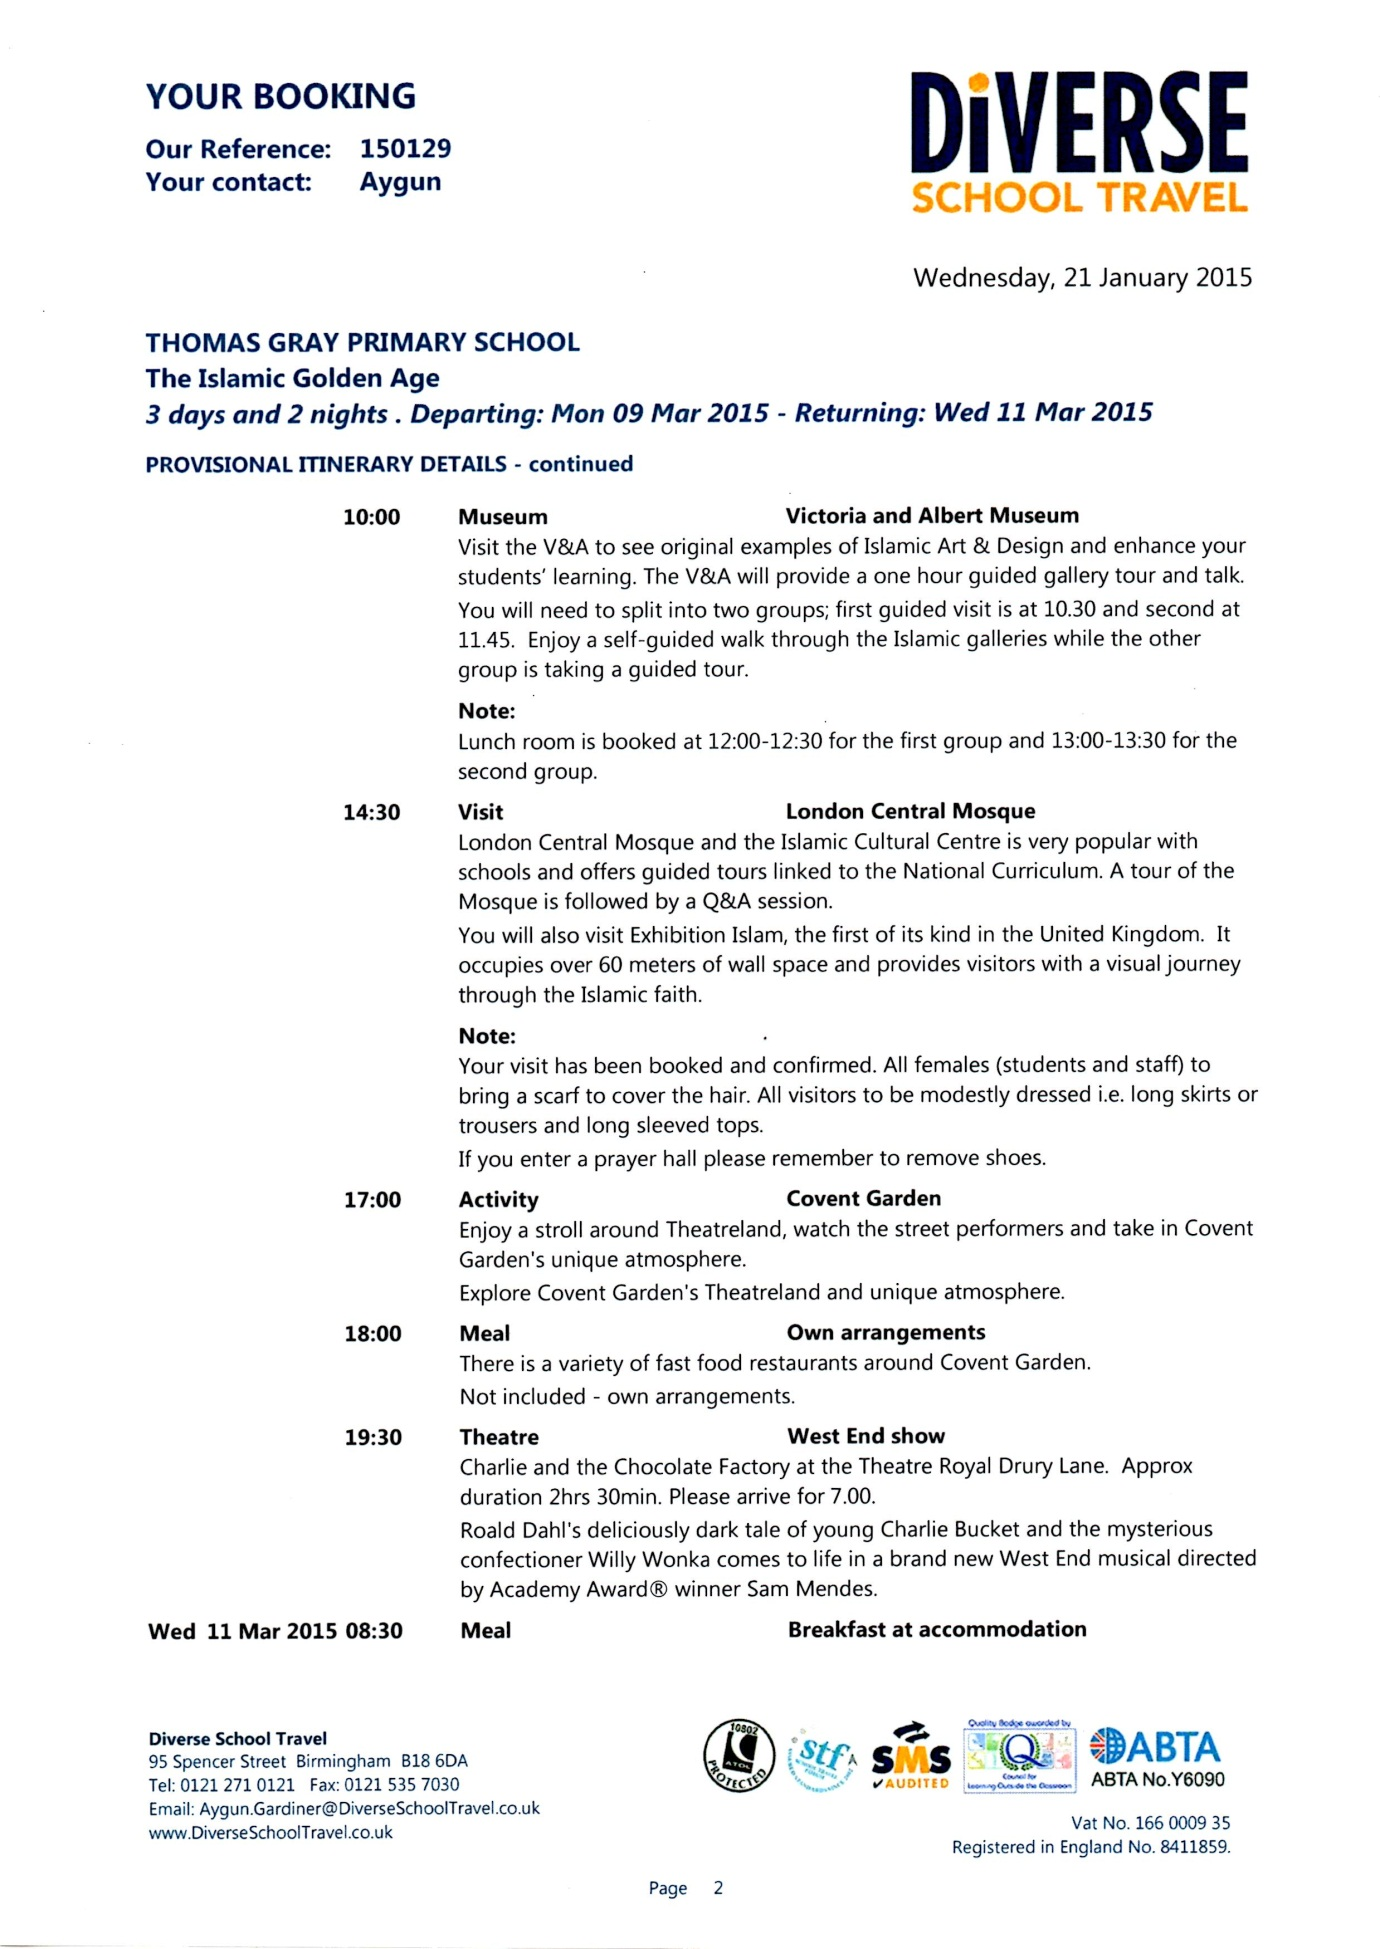 YOUR BOOKING
Our Reference: 150129
Your contact: Aygun
DiVERSE
SCHOOL TRAVEL
Wednesday, 21 January 2015
THOMAS GRAY PRIMARY SCHOOL
The Islamic Golden Age
3 days and 2 nights . Departing: Mon 09 Mar 2015 - Returning: Wed 11 Mar 2015
PROVISIONAL ITINERARY DETAILS - continued
10:00 Museum Victoria and Albert Museum
Visit the V&A to see original examples of Islamic Art & Design and enhance your
students' learning. The V&A will provide a one hour guided gallery tour and talk.
You will need to split into two groups; first guided visit is at 10.30 and second at
11.45. Enjoy a self-guided walk through the Islamic galleries while the other
group is taking a guided tour.
Note:
Lunch room is booked at 12:00-12:30 for the first group and 13:00-13:30 for the
second group.
14:30 Visit London Central Mosque
London Central Mosque and the Islamic Cultural Centre is very popular with
schools and offers guided tours linked to the National Curriculum. A tour of the
Mosque is followed by a Q&A session.
You will also visit Exhibition Islam, the first of its kind in the United Kingdom. It
occupies over 60 meters of wall space and provides visitors with a visual journey
through the Islamic faith.
Note:
Your visit has been booked and confirmed. All females (students and staff) to
bring a scarf to cover the hair. All visitors to be modestly dressed i.e. long skirts or
trousers and long sleeved tops.
If you enter a prayer hall please remember to remove shoes.
17:00 Activity Covent Garden
Enjoy a stroll around Theatreland, watch the street performers and take in Covent
Garden's unique atmosphere.
Explore Covent Garden's Theatreland and unique atmosphere.
18:00 Meal Own arrangements
There is a variety of fast food restaurants around Covent Garden.
Not included - own arrangements.
19:30 Theatre West End show
Charlie and the Chocolate Factory at the Theatre Royal Drury Lane. Approx
duration 2hrs 30min. Please arrive for 7.00.
Roald Dahl's deliciously dark tale of young Charlie Bucket and the mysterious
confectioner Willy Wonka comes to life in a brand new West End musical directed
by Academy Award® winner Sam Mendes.
Wed 11 Mar 2015 08:30 Meal Breakfast at accommodation
Diverse School Travel
95 Spencer Street Birmingham B18 6DA
Tel: 0121 271 0121 Fax: 0121 535 7030
Email: Aygun.Gardiner@DiverseSchoolTravel.co.uk
www.DiverseSchoolTravel.co.uk
10802
ATOL
PROTECTED
stf
SMS
AUDITED
Quality Badge awarded by
Q
Council for
Learning Outside the Classroom
ABTA
ABTA No.Y6090
Vat No. 166 0009 35
Registered in England No. 8411859.
Page 2